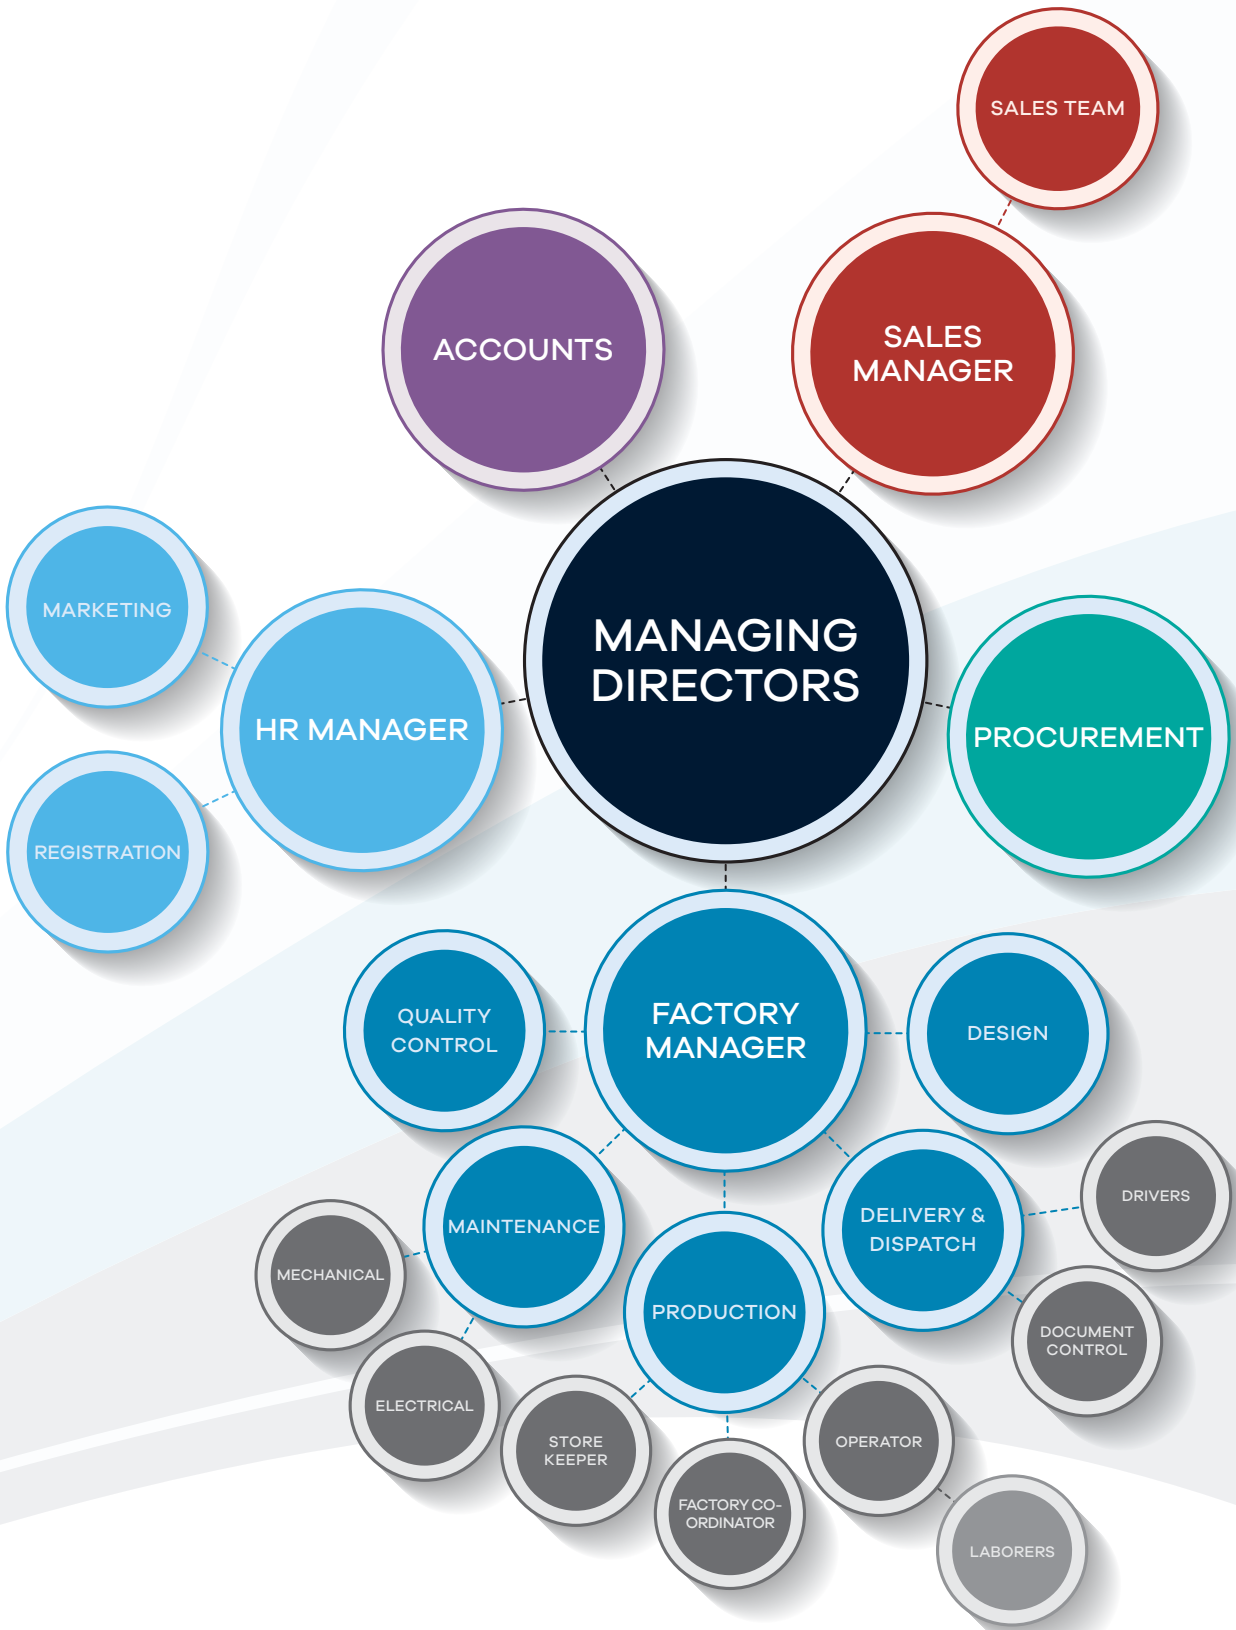 SALES TEAM
ACCOUNTS
SALES
MANAGER
MARKETING
MANAGING
DIRECTORS
HR MANAGER
PROCUREMENT
REGISTRATION
QUALITY
CONTROL
FACTORY
MANAGER
DESIGN
MAINTENANCE
DELIVERY &
DISPATCH
DRIVERS
MECHANICAL
PRODUCTION
DOCUMENT
CONTROL
ELECTRICAL
STORE
KEEPER
OPERATOR
FACTORY CO-
ORDINATOR
LABORERS